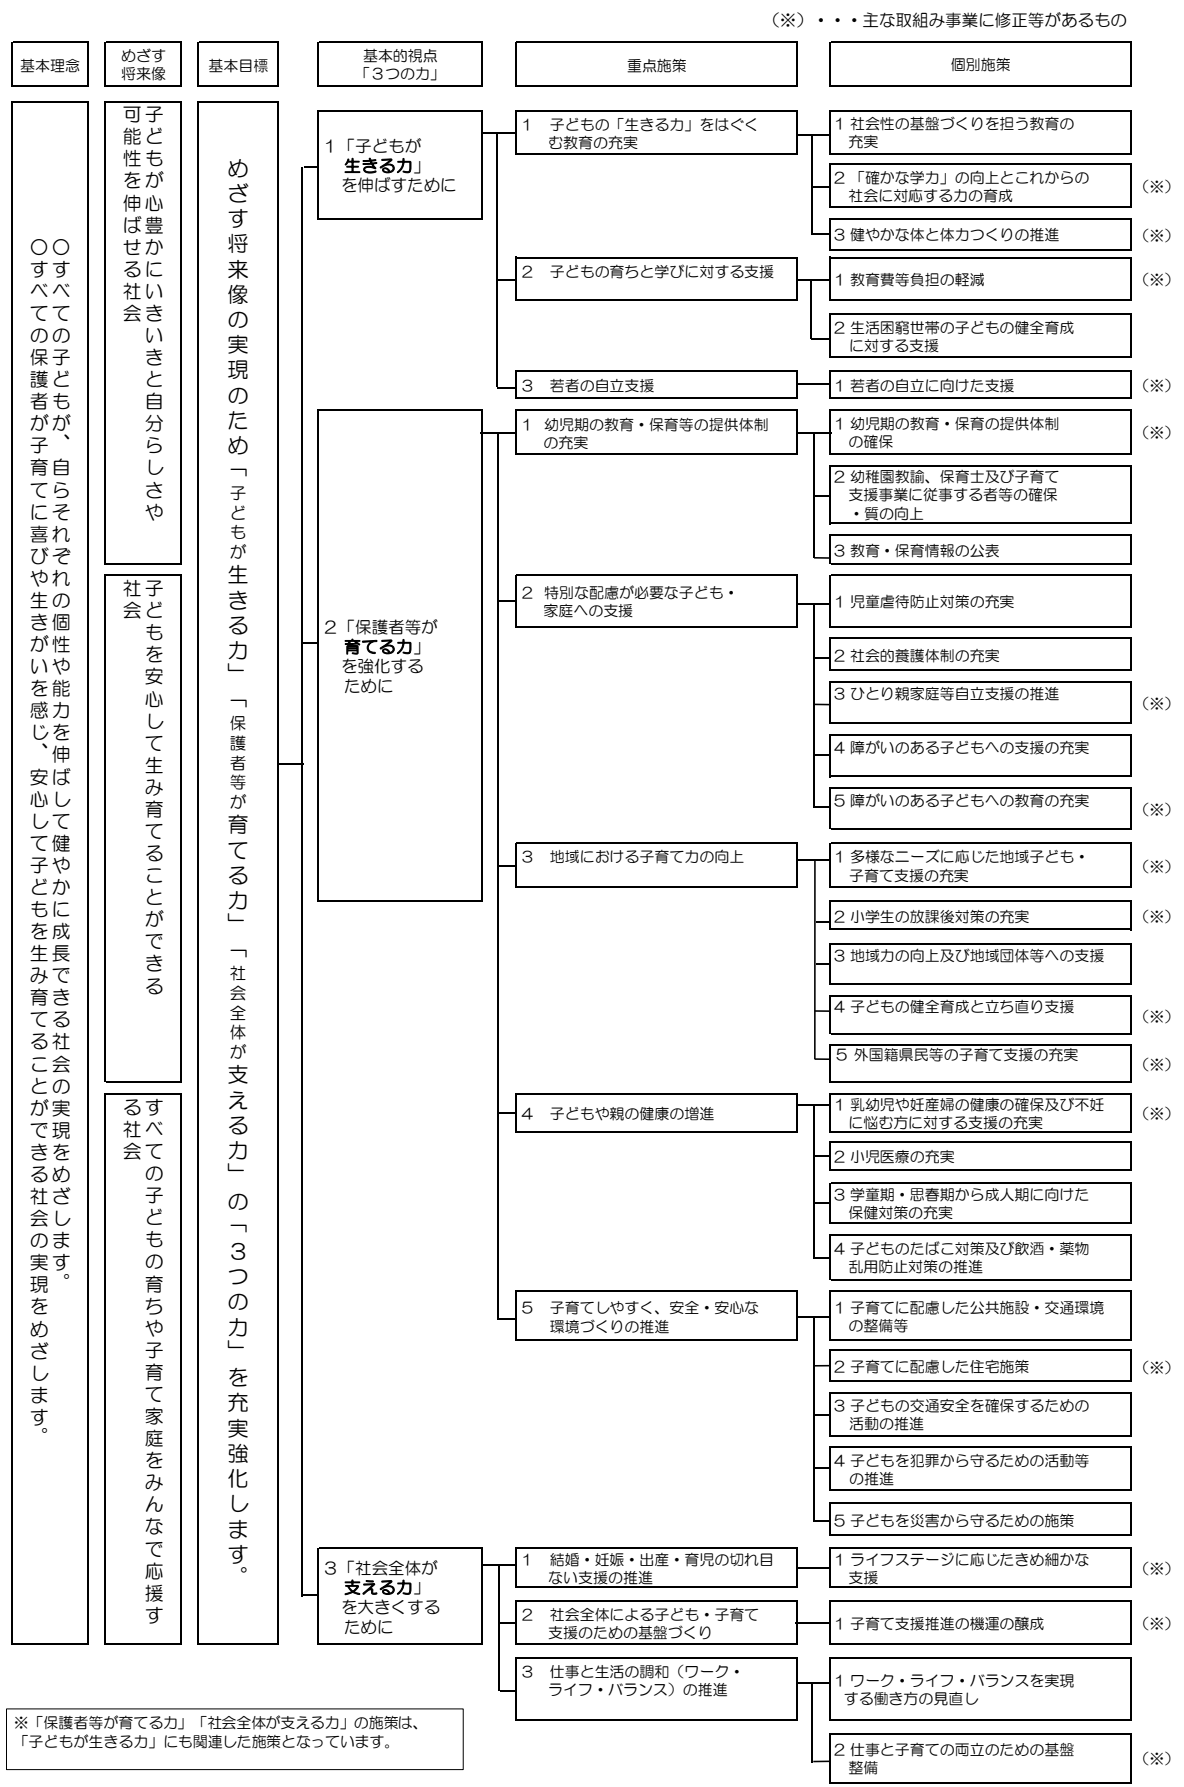 （※）・・・主な取組み事業に修正等があるもの
基本理念
めざす
将来像
基本目標
基本的視点
「３つの力」
重点施策
個別施策
○すべての子どもが、自らそれぞれの個性や能力を伸ばして健やかに成長できる社会の実現をめざします。
○すべての保護者が子育てに喜びや生きがいを感じ、安心して子どもを生み育てることができる社会の実現をめざします。
子どもが心豊かにいきいきと自分らしさや
可能性を伸ばせる社会
子どもを安心して生み育てることができる
社会
すべての子どもの育ちや子育て家庭をみんなで応援す
る社会
めざす将来像の実現のため「子どもが生きる力」「保護者等が育てる力」「社会全体が支える力」の「３つの力」を充実強化します。
１「子どもが
生きる力」
を伸ばすために
１　子どもの「生きる力」をはぐく
む教育の充実
１ 社会性の基盤づくりを担う教育の
充実
２ 「確かな学力」の向上とこれからの
社会に対応する力の育成
（※）
３ 健やかな体と体力つくりの推進
（※）
２　子どもの育ちと学びに対する支援
１ 教育費等負担の軽減
（※）
２ 生活困窮世帯の子どもの健全育成
に対する支援
３　若者の自立支援
１ 若者の自立に向けた支援
（※）
２「保護者等が
育てる力」
を強化する
ために
１　幼児期の教育・保育等の提供体制
の充実
１ 幼児期の教育・保育の提供体制
の確保
（※）
２ 幼稚園教諭、保育士及び子育て
支援事業に従事する者等の確保
・質の向上
３ 教育・保育情報の公表
２　特別な配慮が必要な子ども・
家庭への支援
１ 児童虐待防止対策の充実
２ 社会的養護体制の充実
３ ひとり親家庭等自立支援の推進
（※）
４ 障がいのある子どもへの支援の充実
５ 障がいのある子どもへの教育の充実
（※）
３　地域における子育て力の向上
１ 多様なニーズに応じた地域子ども・
子育て支援の充実
（※）
２ 小学生の放課後対策の充実
（※）
３ 地域力の向上及び地域団体等への支援
４ 子どもの健全育成と立ち直り支援
（※）
５ 外国籍県民等の子育て支援の充実
（※）
４　子どもや親の健康の増進
１ 乳幼児や妊産婦の健康の確保及び不妊
に悩む方に対する支援の充実
（※）
２ 小児医療の充実
３ 学童期・思春期から成人期に向けた
保健対策の充実
４ 子どものたばこ対策及び飲酒・薬物
乱用防止対策の推進
５　子育てしやすく、安全・安心な
環境づくりの推進
１ 子育てに配慮した公共施設・交通環境
の整備等
２ 子育てに配慮した住宅施策
（※）
３ 子どもの交通安全を確保するための
活動の推進
４ 子どもを犯罪から守るための活動等
の推進
５ 子どもを災害から守るための施策
３「社会全体が
支える力」
を大きくする
ために
１　結婚・妊娠・出産・育児の切れ目
ない支援の推進
１ ライフステージに応じたきめ細かな
支援
（※）
２　社会全体による子ども・子育て
支援のための基盤づくり
１ 子育て支援推進の機運の醸成
（※）
３　仕事と生活の調和（ワーク・
ライフ・バランス）の推進
１ ワーク・ライフ・バランスを実現
する働き方の見直し
２ 仕事と子育ての両立のための基盤
整備
（※）
※「保護者等が育てる力」「社会全体が支える力」の施策は、
「子どもが生きる力」にも関連した施策となっています。